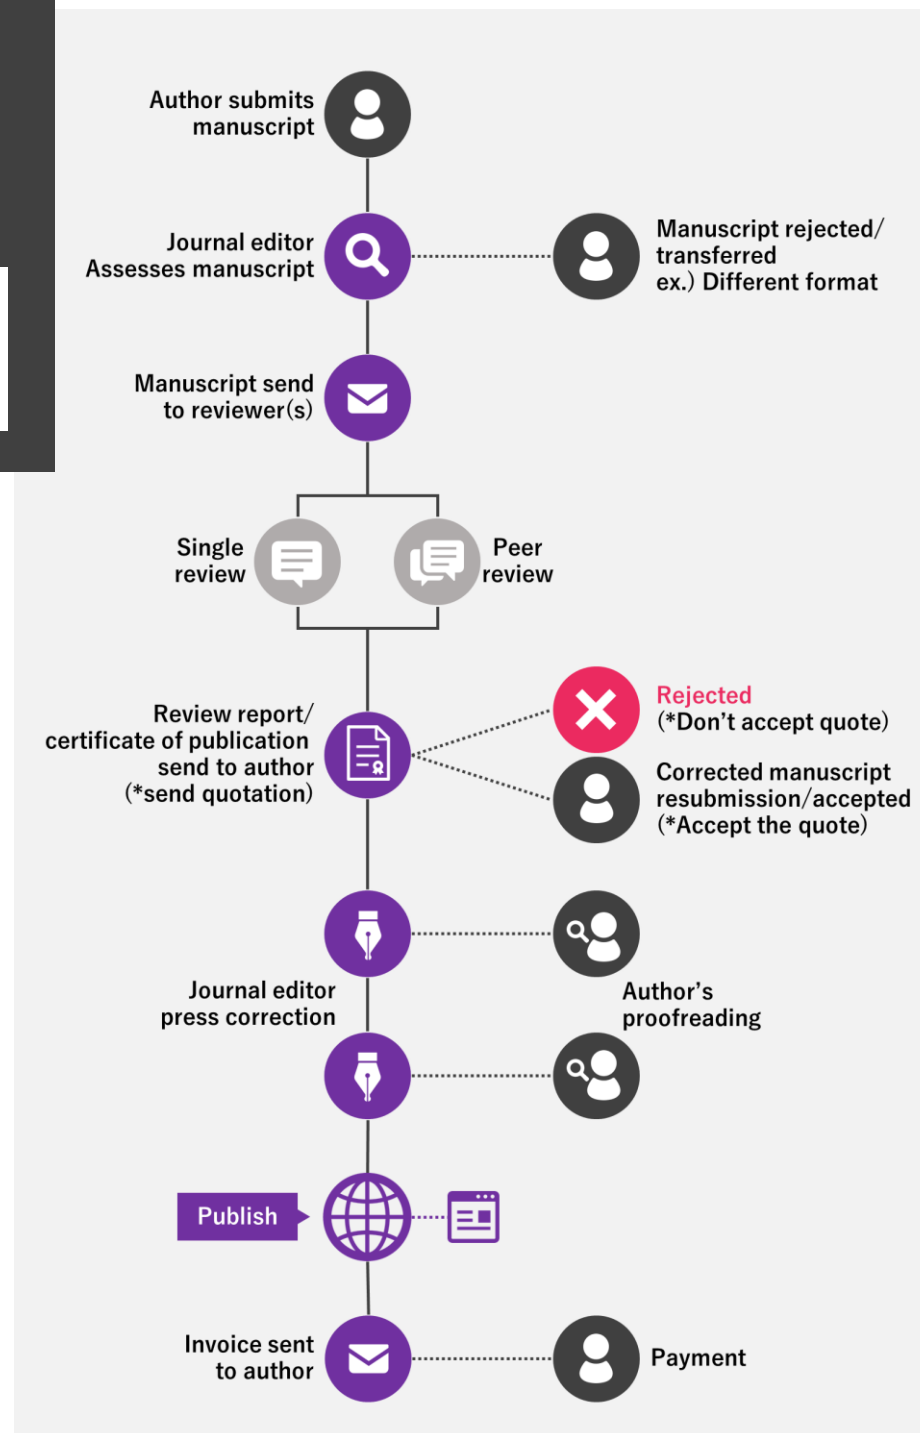 Author submits
manuscript
Journal editor
Assesses manuscript
Manuscript rejected/
transferred
ex.) Different format
Manuscript send
to reviewer(s)
Single
review
Peer
review
Review report/
certificate of publication
send to author
(*send quotation)
Rejected
(*Don't accept quote)
Corrected manuscript
resubmission/accepted
(*Accept the quote)
Journal editor
press correction
Author's
proofreading
Publish
Invoice sent
to author
Payment